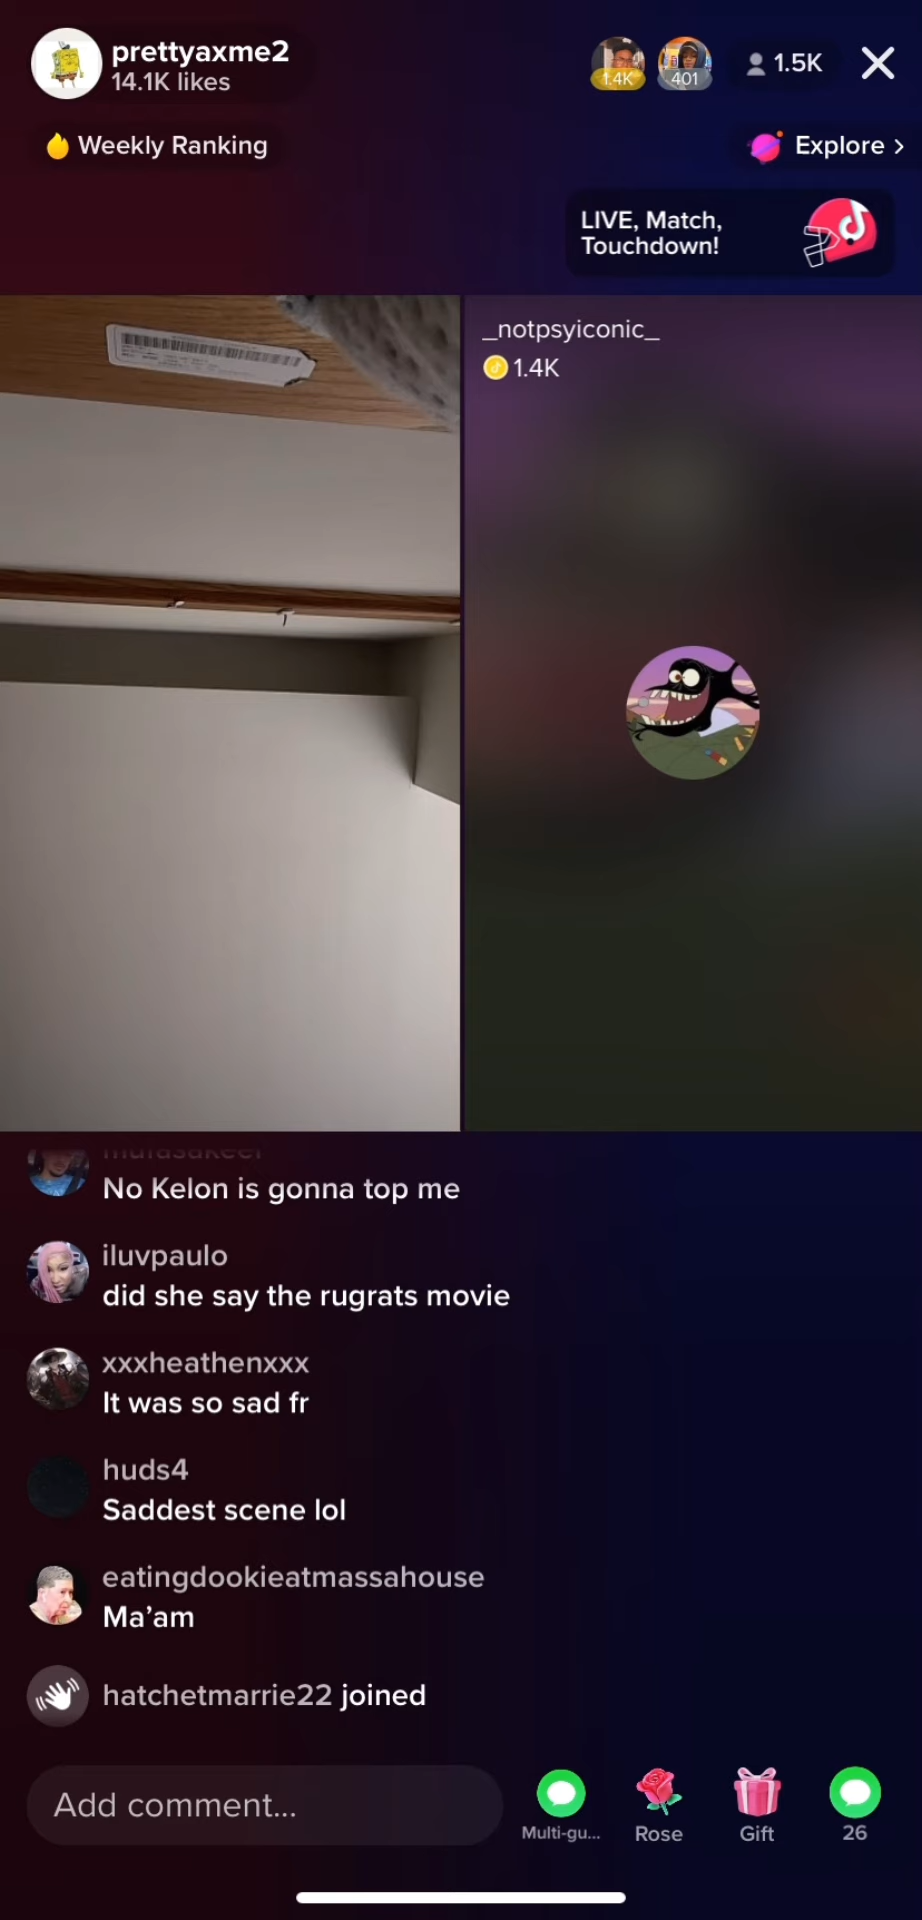 prettyaxme2
14.1K likes
1.4K
401
1.5K
Weekly Ranking
Explore >
LIVE, Match,
Touchdown!
_notpsyiconic_
1.4K
No Kelon is gonna top me
iluvpaulo
did she say the rugrats movie
xxxheathenxxx
It was so sad fr
huds4
Saddest scene lol
eatingdookieatmassahouse
Ma’am
hatchetmarrie22 joined
Add comment...
Multi-gu...
Rose
Gift
26